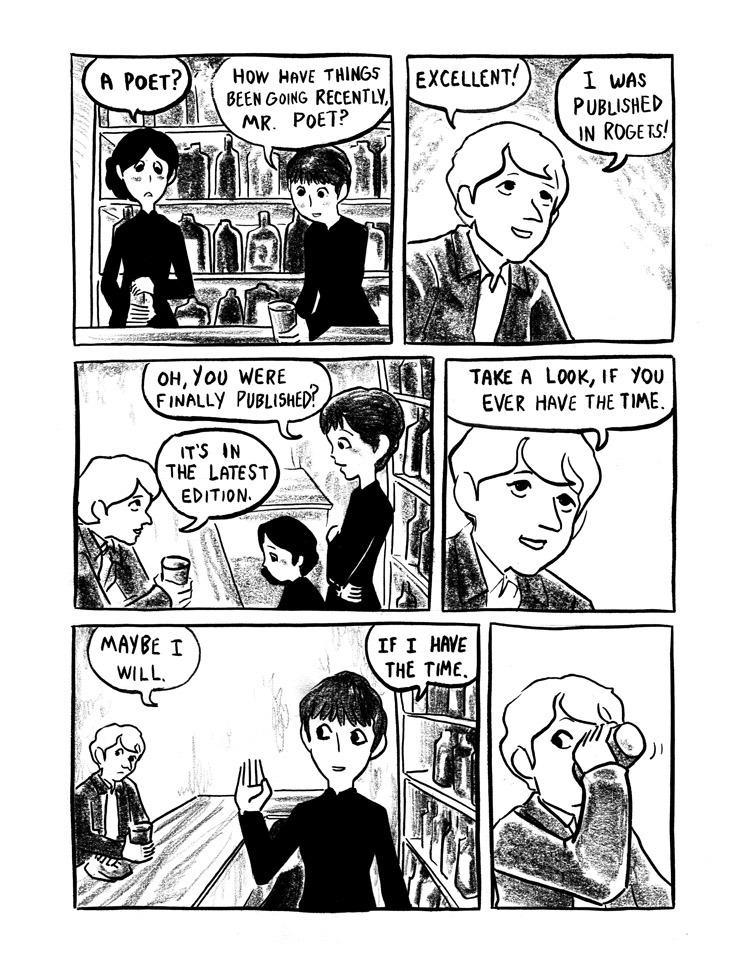 A POET?
HOW HAVE THINGS
BEEN GOING RECENTLY,
MR. POET?
EXCELLENT!
I WAS
PUBLISHED
IN ROGETS!
OH, YOU WERE
FINALLY PUBLISHED?
IT'S IN
THE LATEST
EDITION.
TAKE A LOOK, IF YOU
EVER HAVE THE TIME.
MAYBE I
WILL.
IF I HAVE
THE TIME.